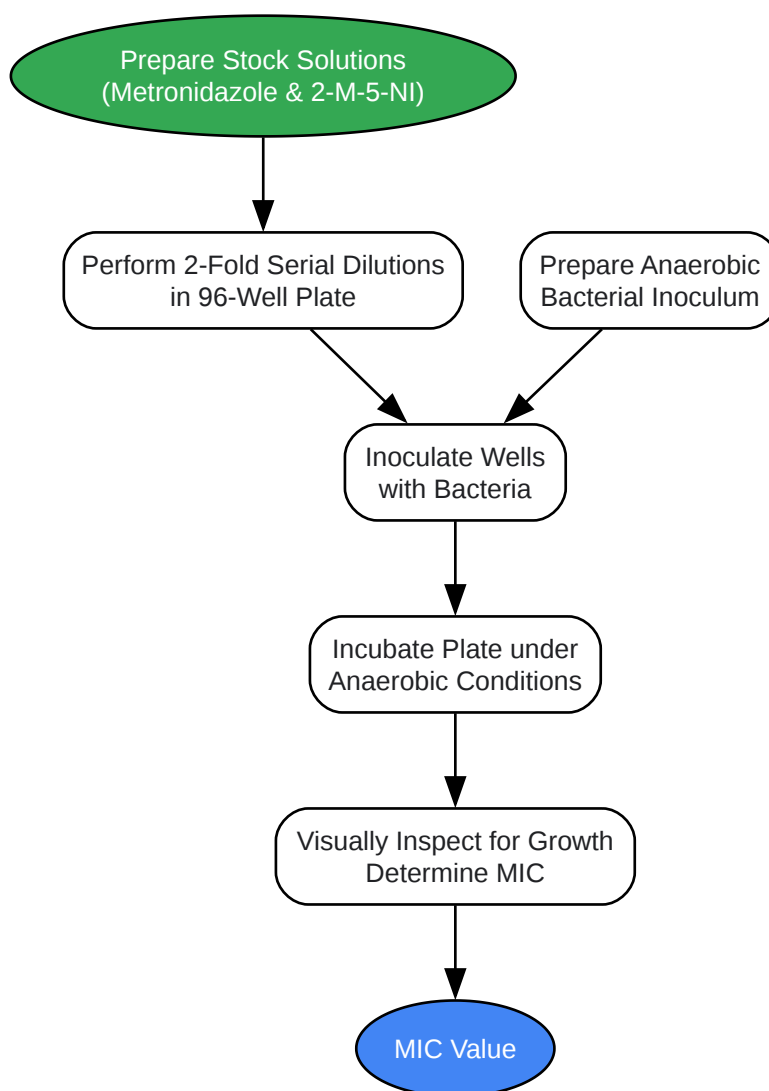 Prepare Stock Solutions
(Metronidazole & 2-M-5-NI)
Perform 2-Fold Serial Dilutions
in 96-Well Plate
Prepare Anaerobic
Bacterial Inoculum
Inoculate Wells
with Bacteria
Incubate Plate under
Anaerobic Conditions
Visually Inspect for Growth
Determine MIC
MIC Value